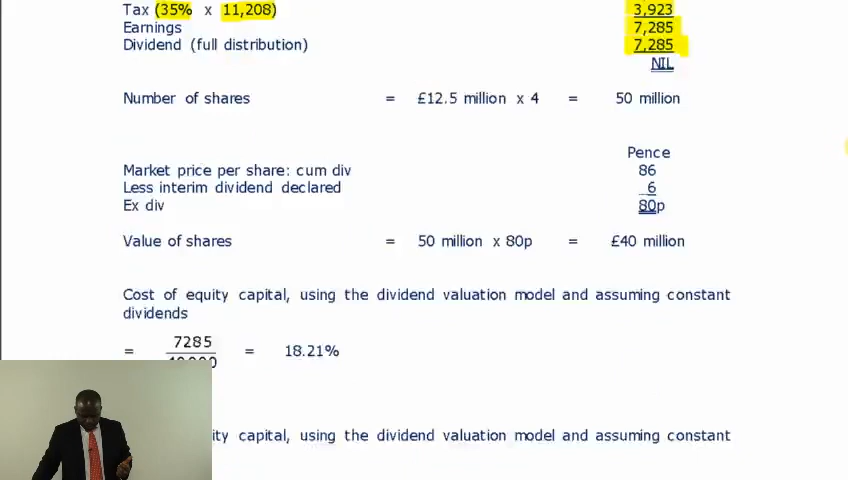 Tax (35% x 11,208) 3,923
Earnings 7,285
Dividend (full distribution) 7,285
NIL
Number of shares = £12.5 million x 4 = 50 million
Pence
Market price per share: cum div 86
Less interim dividend declared 6
Ex div 80p
Value of shares = 50 million x 80p = £40 million
Cost of equity capital, using the dividend valuation model and assuming constant
dividends
= 7285 = 18.21%
ity capital, using the dividend valuation model and assuming constant